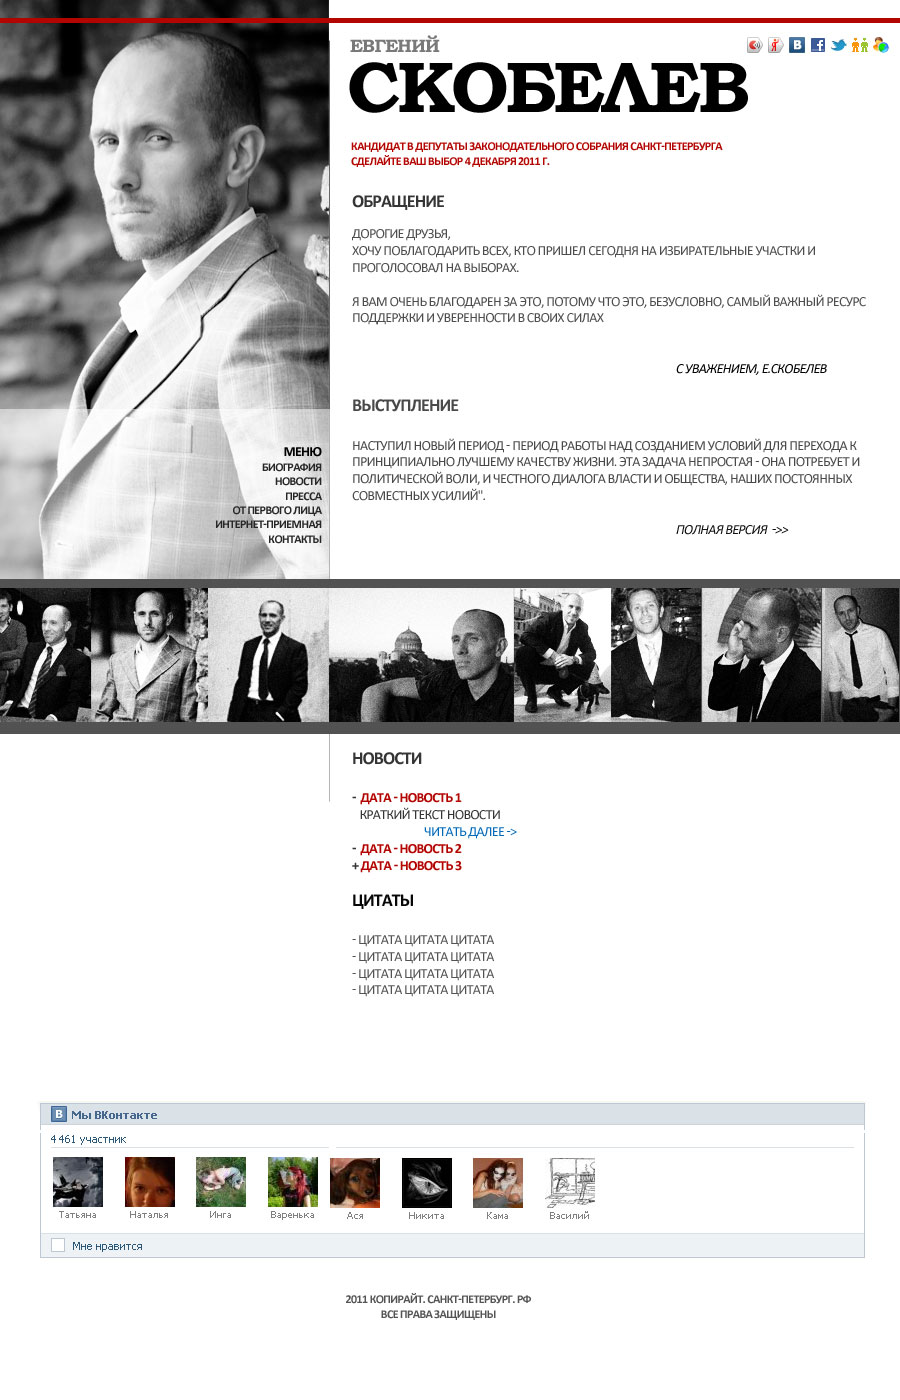 ЕВГЕНИЙ
СКОБЕЛЕВ
КАНДИДАТ В ДЕПУТАТЫ ЗАКОНОДАТЕЛЬНОГО СОБРАНИЯ САНКТ-ПЕТЕРБУРГА
СДЕЛАЙТЕ ВАШ ВЫБОР 4 ДЕКАБРЯ 2011 Г.
ОБРАЩЕНИЕ
ДОРОГИЕ ДРУЗЬЯ,
ХОЧУ ПОБЛАГОДАРИТЬ ВСЕХ, КТО ПРИШЕЛ СЕГОДНЯ НА ИЗБИРАТЕЛЬНЫЕ УЧАСТКИ И
ПРОГОЛОСОВАЛ НА ВЫБОРАХ.
Я ВАМ ОЧЕНЬ БЛАГОДАРЕН ЗА ЭТО, ПОТОМУ ЧТО ЭТО, БЕЗУСЛОВНО, САМЫЙ ВАЖНЫЙ РЕСУРС
ПОДДЕРЖКИ И УВЕРЕННОСТИ В СВОИХ СИЛАХ
С УВАЖЕНИЕМ, Е.СКОБЕЛЕВ
ВЫСТУПЛЕНИЕ
НАСТУПИЛ НОВЫЙ ПЕРИОД - ПЕРИОД РАБОТЫ НАД СОЗДАНИЕМ УСЛОВИЙ ДЛЯ ПЕРЕХОДА К
ПРИНЦИПИАЛЬНО ЛУЧШЕМУ КАЧЕСТВУ ЖИЗНИ. ЭТА ЗАДАЧА НЕПРОСТАЯ - ОНА ПОТРЕБУЕТ И
ПОЛИТИЧЕСКОЙ ВОЛИ, И ЧЕСТНОГО ДИАЛОГА ВЛАСТИ И ОБЩЕСТВА, НАШИХ ПОСТОЯННЫХ
СОВМЕСТНЫХ УСИЛИЙ".
ПОЛНАЯ ВЕРСИЯ ->>
МЕНЮ
БИОГРАФИЯ
НОВОСТИ
ПРЕССА
ОТ ПЕРВОГО ЛИЦА
ИНТЕРНЕТ-ПРИЕМНАЯ
КОНТАКТЫ
НОВОСТИ
- ДАТА - НОВОСТЬ 1
КРАТКИЙ ТЕКСТ НОВОСТИ
ЧИТАТЬ ДАЛЕЕ ->
- ДАТА - НОВОСТЬ 2
+ ДАТА - НОВОСТЬ 3
ЦИТАТЫ
- ЦИТАТА ЦИТАТА ЦИТАТА
- ЦИТАТА ЦИТАТА ЦИТАТА
- ЦИТАТА ЦИТАТА ЦИТАТА
- ЦИТАТА ЦИТАТА ЦИТАТА
В Мы ВКонтакте
4 461 участник
Татьяна Наталья Инга Варенька Ася Никита Кама Василий
Мне нравится
2011 КОПИРАЙТ. САНКТ-ПЕТЕРБУРГ. РФ
ВСЕ ПРАВА ЗАЩИЩЕНЫ